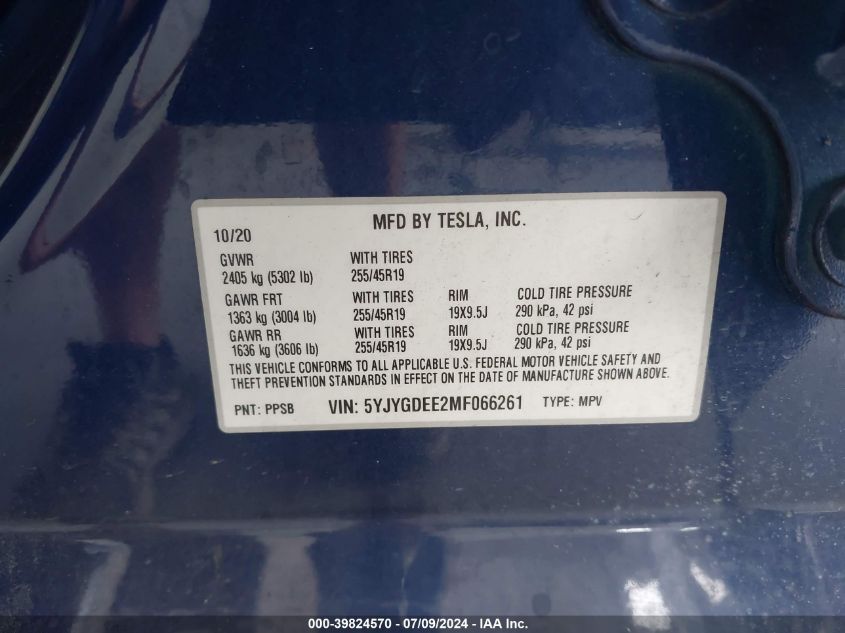 MFD BY TESLA, INC.
10/20
GVWR WITH TIRES
2405 kg (5302 lb) 255/45R19
GAWR FRT WITH TIRES RIM COLD TIRE PRESSURE
1363 kg (3004 lb) 255/45R19 19X9.5J 290 kPa, 42 psi
GAWR RR WITH TIRES RIM COLD TIRE PRESSURE
1636 kg (3606 lb) 255/45R19 19X9.5J 290 kPa, 42 psi
THIS VEHICLE CONFORMS TO ALL APPLICABLE U.S. FEDERAL MOTOR VEHICLE SAFETY AND
THEFT PREVENTION STANDARDS IN EFFECT ON THE DATE OF MANUFACTURE SHOWN ABOVE.
PNT: PPSB VIN: 5YJYGDEE2MF066261 TYPE: MPV
000-39824570 - 07/09/2024 - IAA Inc.